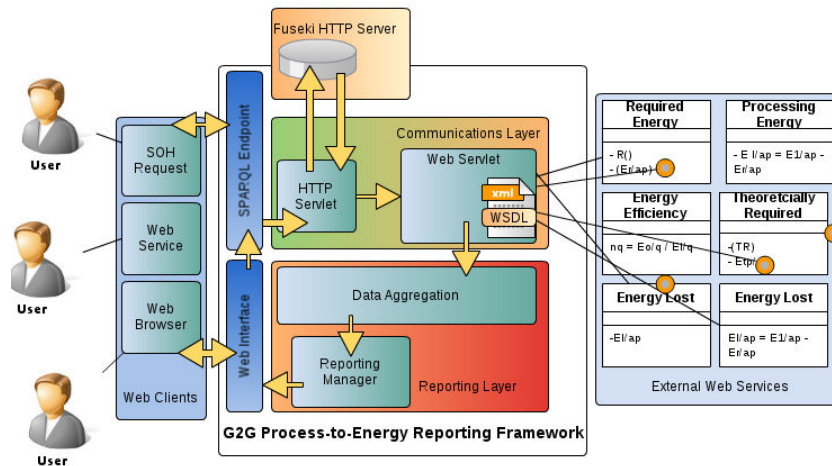 Fuseki HTTP Server
User
SOH
Request
Web
Service
Web
Browser
Web Clients
User
User
SPARQL Endpoint
Web Interface
Communications Layer
HTTP
Servlet
Web Servlet
xml
WSDL
Data Aggregation
Reporting
Manager
Reporting Layer
G2G Process-to-Energy Reporting Framework
Required
Energy
- R()
-(Er/ap)
Processing
Energy
- E l/ap = E1/ap -
Er/ap
Energy
Efficiency
nq = Eo/q / EI/q
Theoretcially
Required
-(TR)
- Etp/
Energy Lost
-El/ap
Energy Lost
El/ap = E1/ap -
Er/ap
External Web Services